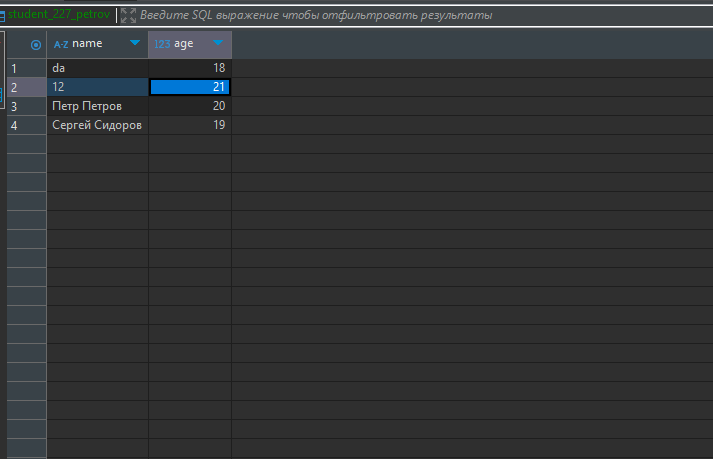 student_227_petrov Введите SQL выражение чтобы отфильтровать результаты
A-Z name 123 age
1 da 18
2 12 21
3 Петр Петров 20
4 Сергей Сидоров 19